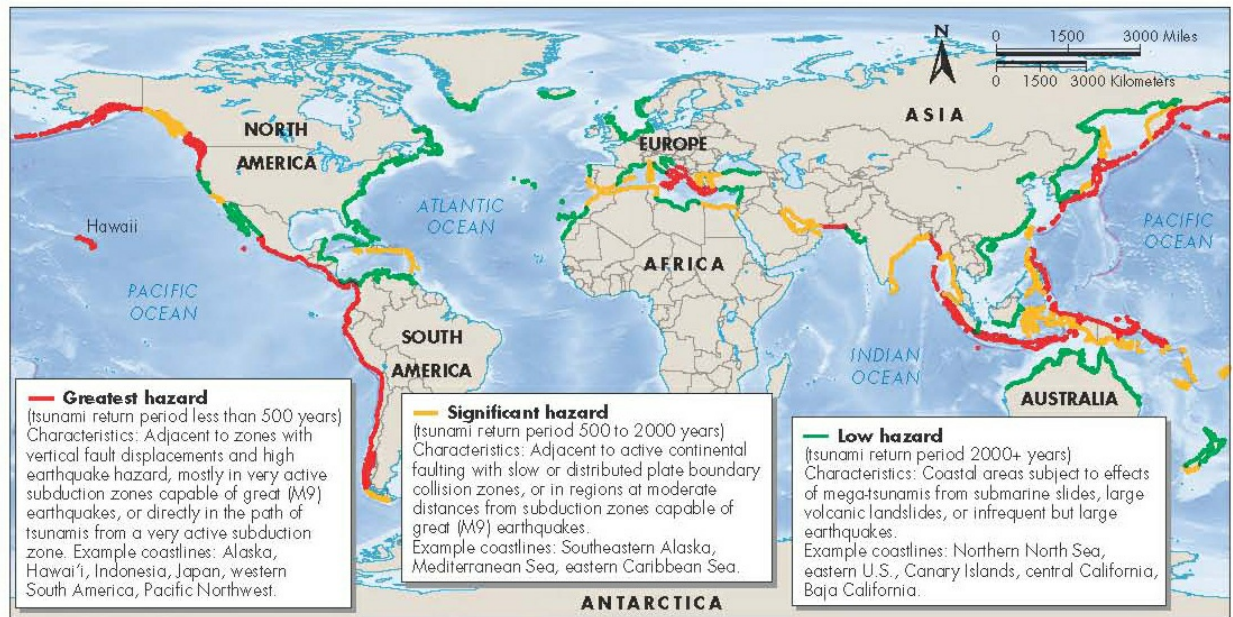 N
0 1500 3000 Miles
0 1500 3000 Kilometers
ASIA
NORTH
AMERICA
EUROPE
ATLANTIC
OCEAN
Hawaii
PACIFIC
OCEAN
AFRICA
PACIFIC
OCEAN
SOUTH
AMERICA
INDIAN
OCEAN
AUSTRALIA
Greatest hazard
(tsunami return period less than 500 years)
Characteristics: Adjacent to zones with
vertical fault displacements and high
earthquake hazard, mostly in very active
subduction zones capable of great (M9)
earthquakes, or directly in the path of
tsunamis from a very active subduction
zone. Example coastlines: Alaska,
Hawai'i, Indonesia, Japan, western
South America, Pacific Northwest.
Significant hazard
(tsunami return period 500 to 2000 years)
Characteristics: Adjacent to active continental
faulting with slow or distributed plate boundary
collision zones, or in regions at moderate
distances from subduction zones capable of
great (M9) earthquakes.
Example coastlines: Southeastern Alaska,
Mediterranean Sea, eastern Caribbean Sea.
Low hazard
(tsunami return period 2000+ years)
Characteristics: Coastal areas subject to effects
of mega-tsunamis from submarine slides, large
volcanic landslides, or infrequent but large
earthquakes.
Example coastlines: Northern North Sea,
eastern U.S., Canary Islands, central California,
Baja California.
ANTARCTICA